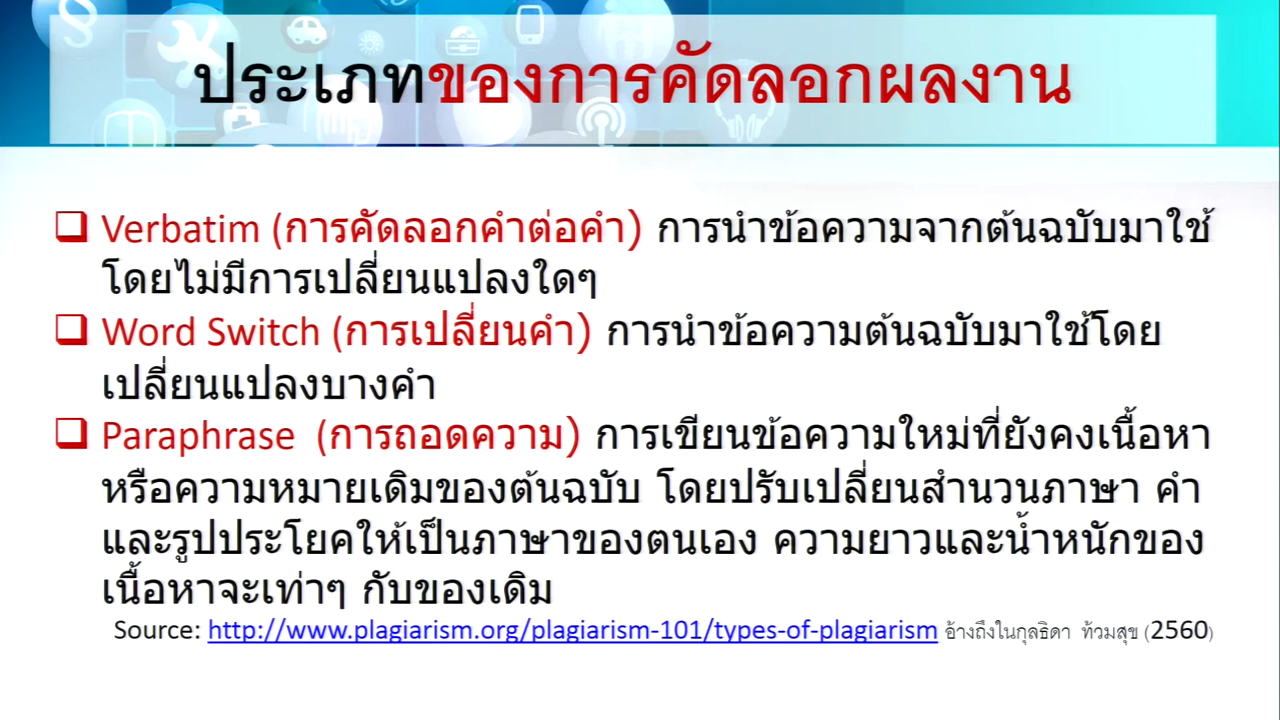 ประเภทของการคัดลอกผลงาน
❑ Verbatim (การคัดลอกคำต่อคำ) การนำข้อความจากต้นฉบับมาใช้
โดยไม่มีการเปลี่ยนแปลงใดๆ
❑ Word Switch (การเปลี่ยนคำ) การนำข้อความต้นฉบับมาใช้โดย
เปลี่ยนแปลงบางคำ
❑ Paraphrase (การถอดความ) การเขียนข้อความใหม่ที่ยังคงเนื้อหา
หรือความหมายเดิมของต้นฉบับ โดยปรับเปลี่ยนสำนวนภาษา คำ
และรูปประโยคให้เป็นภาษาของตนเอง ความยาวและน้ำหนักของ
เนื้อหาจะเท่าๆ กับของเดิม
Source: http://www.plagiarism.org/plagiarism-101/types-of-plagiarism อ้างถึงในกุลธิดา ท้วมสุข (2560)